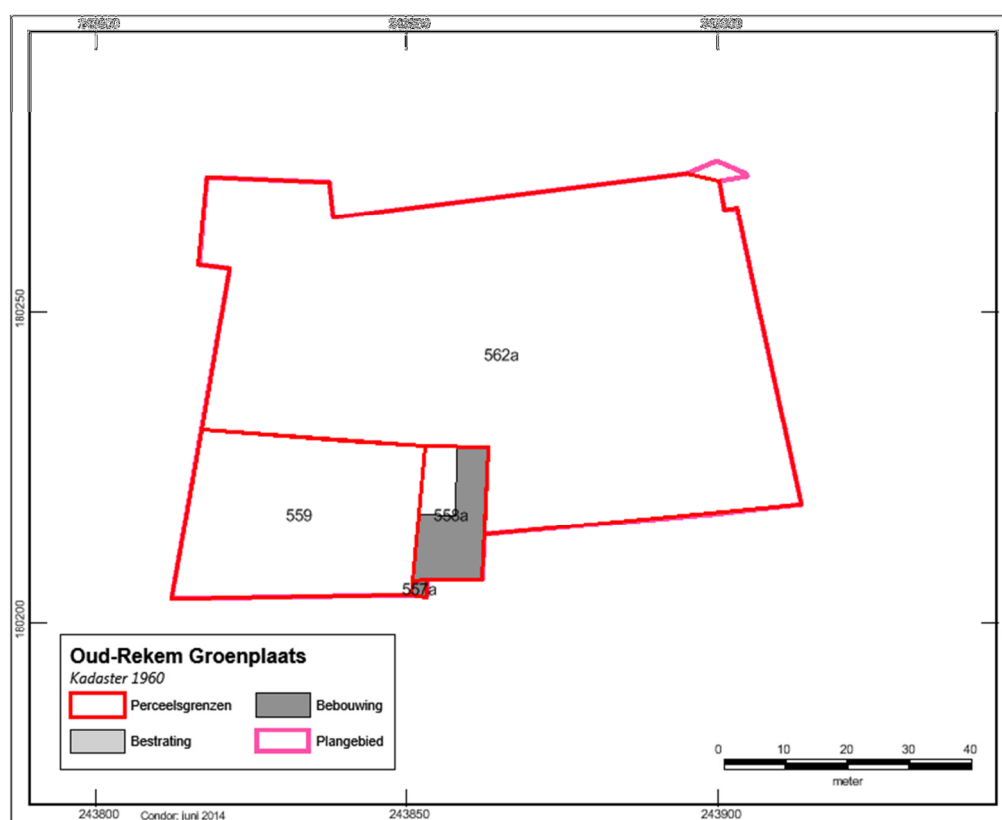 180250
562a
559
558a
557a
180200
Oud-Rekem Groenplaats
Kadaster 1960
Perceelsgrenzen
Bebouwing
Bestrating
Plangebied
0 10 20 30 40
meter
243800 Condor: juni 2014 243850 243900